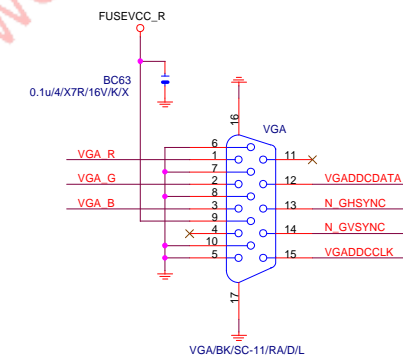 FUSEVCC_R
BC63
0.1u/4/X7R/16V/K/X
16
VGA
6
VGA_R 1 11
7
VGA_G 2 12 VGADDCDATA
8
VGA_B 3 13 N_GHSYNC
9
4 14 N_GVSYNC
10
5 15 VGADDCCLK
17
VGA/BK/SC-11/RA/D/L